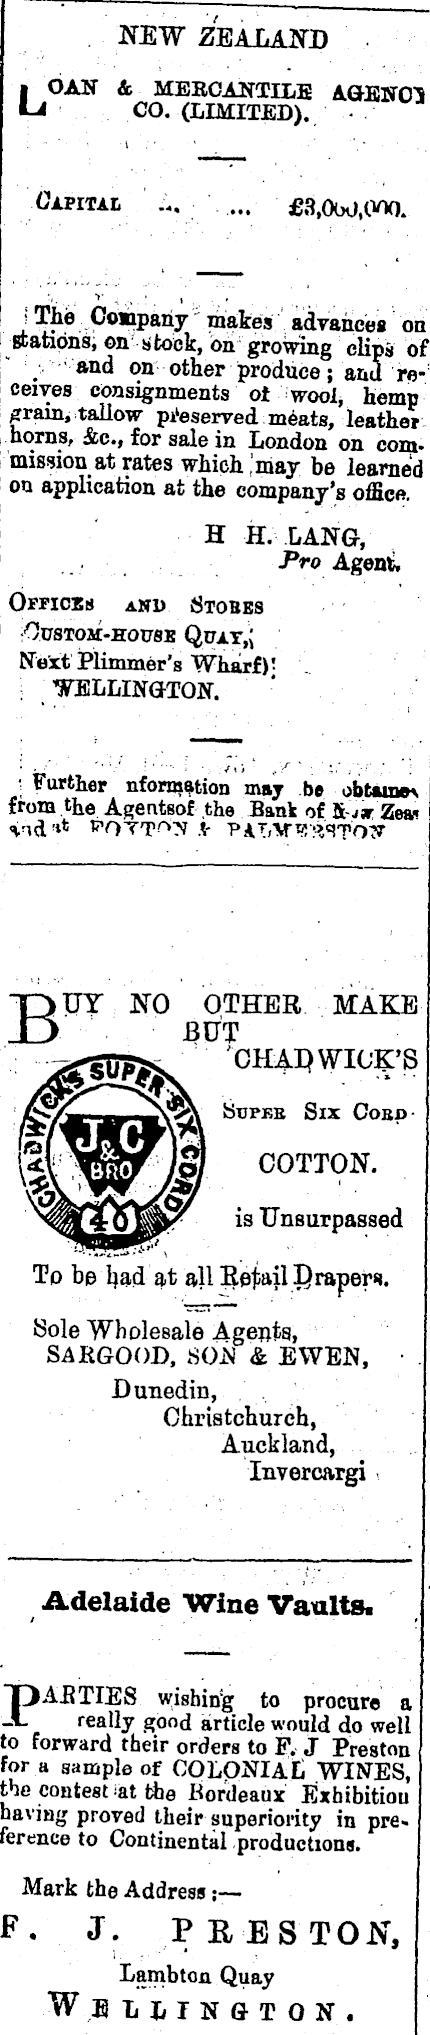 NEW ZEALAND
LOAN & MERCANTILE AGENCY
CO. (LIMITED).
CAPITAL ... ... £3,000,000.
The Company makes advances on
stations, on stock, on growing clips of
and on other produce; and re-
ceives consignments of wool, hemp
grain, tallow preserved meats, leather
horns, &c., for sale in London on com-
mission at rates which may be learned
on application at the company's office.
H H. LANG,
Pro Agent.
OFFICES AND STORES
CUSTOM-HOUSE QUAY,
Next Plimmer's Wharf)
WELLINGTON.
Further nformation may be obtained
from the Agentsof the Bank of New Zea
and at FOXTON & PALMERSTON
BUY NO OTHER MAKE
BUT
CHADWICK'S
CHADWICK'S SUPER SIX CORD
J & C
BRO
40
SUPER SIX CORD
COTTON.
is Unsurpassed
To be had at all Retail Drapers.
Sole Wholesale Agents,
SARGOOD, SON & EWEN,
Dunedin,
Christchurch,
Auckland,
Invercargi
Adelaide Wine Vaults.
PARTIES wishing to procure a
really good article would do well
to forward their orders to F. J Preston
for a sample of COLONIAL WINES,
the contest at the Bordeaux Exhibition
having proved their superiority in pre-
ference to Continental productions.
Mark the Address :—
F. J. PRESTON,
Lambton Quay
WELLINGTON.